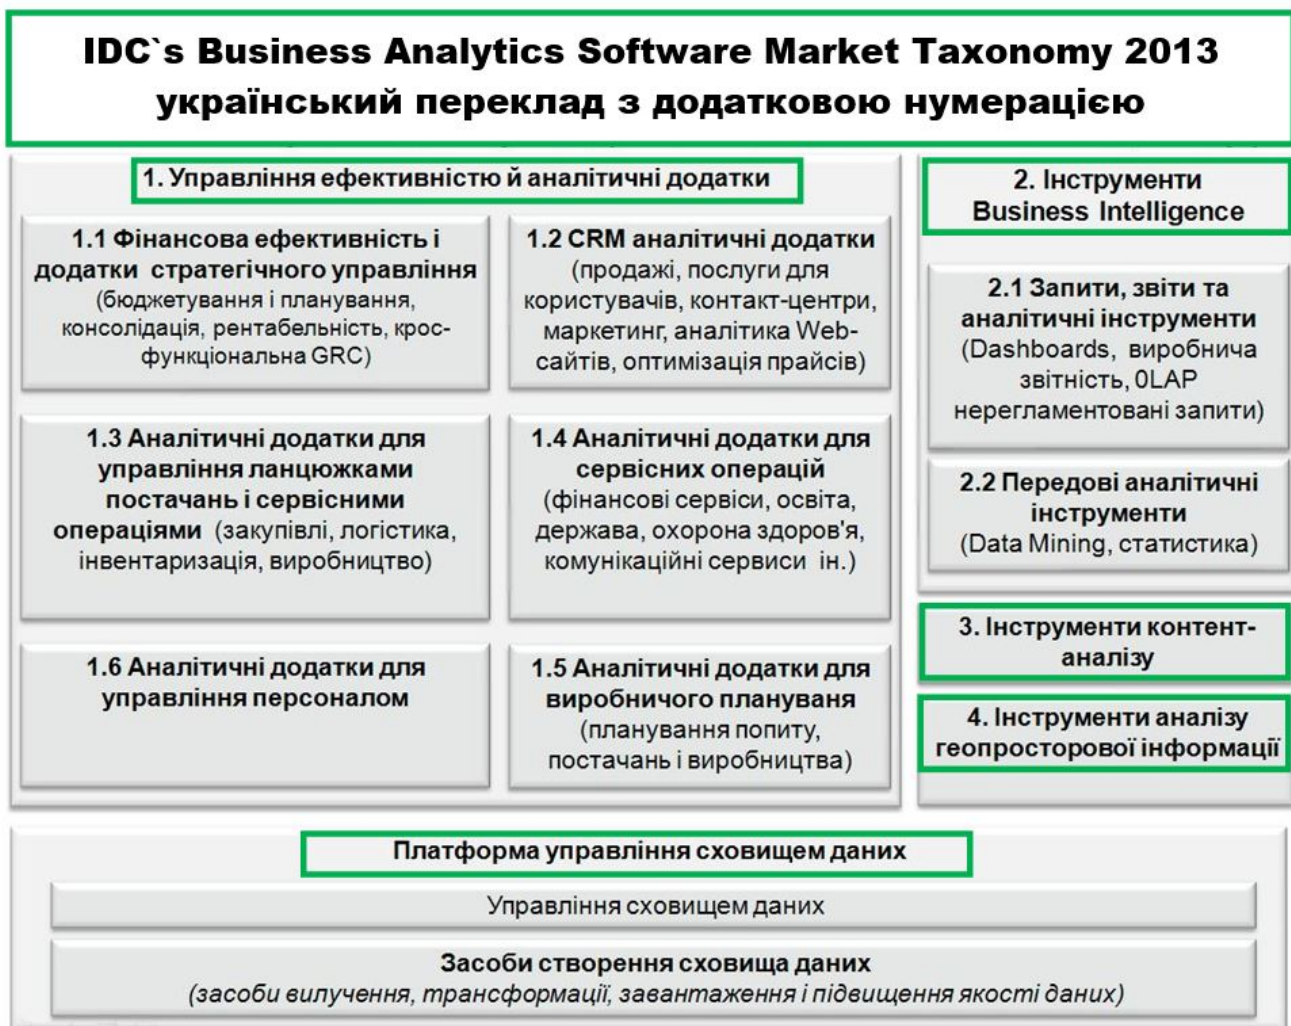 IDC`s Business Analytics Software Market Taxonomy 2013
український переклад з додатковою нумерацією
1. Управління ефективністю й аналітичні додатки
1.1 Фінансова ефективність і
додатки стратегічного управління
(бюджетування і планування,
консолідація, рентабельність, крос-
функціональна GRC)
1.2 CRM аналітичні додатки
(продажі, послуги для
користувачів, контакт-центри,
маркетинг, аналітика Web-
сайтів, оптимізація прайсів)
1.3 Аналітичні додатки для
управління ланцюжками
постачань і сервісними
операціями (закупівлі, логістика,
інвентаризація, виробництво)
1.4 Аналітичні додатки для
сервісних операцій
(фінансові сервіси, освіта,
держава, охорона здоров'я,
комунікаційні сервиси ін.)
1.6 Аналітичні додатки для
управління персоналом
1.5 Аналітичні додатки для
виробничого плануваня
(планування попиту,
постачань і виробництва)
2. Інструменти
Business Intelligence
2.1 Запити, звіти та
аналітичні інструменти
(Dashboards, виробнича
звітність, 0LAP
нерегламентовані запити)
2.2 Передові аналітичні
інструменти
(Data Mining, статистика)
3. Інструменти контент-
аналізу
4. Інструменти аналізу
геопросторової інформації
Платформа управління сховищем даних
Управління сховищем даних
Засоби створення сховища даних
(засоби вилучення, трансформації, завантаження і підвищення якості даних)